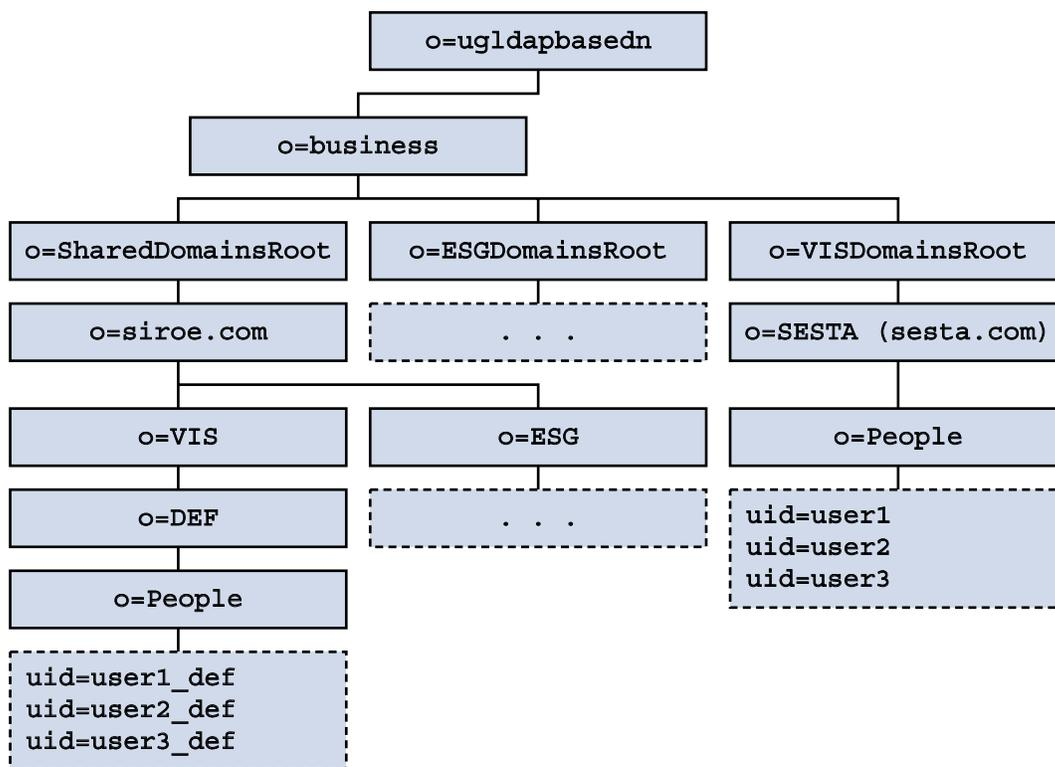 o=ugldapbasedn
o=business
o=SharedDomainsRoot
o=ESGDomainsRoot
o=VISDomainsRoot
o=siroe.com
. . .
o=SESTA (sesta.com)
o=VIS
o=ESG
o=People
o=DEF
. . .
uid=user1
uid=user2
uid=user3
o=People
uid=user1_def
uid=user2_def
uid=user3_def